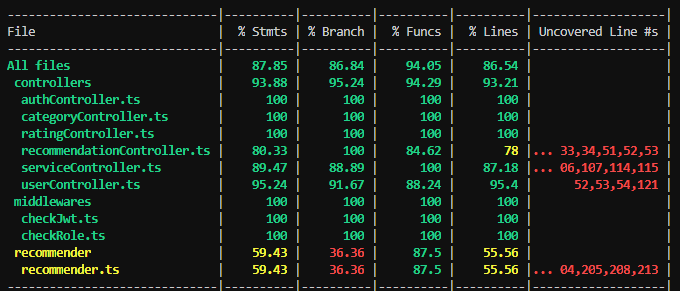 -------------------------------|----------|----------|----------|----------|-------------------|
File                           |  % Stmts | % Branch |  % Funcs |  % Lines | Uncovered Line #s |
-------------------------------|----------|----------|----------|----------|-------------------|
All files                      |    87.85 |    86.84 |    94.05 |    86.54 |                   |
 controllers                   |    93.88 |    95.24 |    94.29 |    93.21 |                   |
  authController.ts            |      100 |      100 |      100 |      100 |                   |
  categoryController.ts        |      100 |      100 |      100 |      100 |                   |
  ratingController.ts          |      100 |      100 |      100 |      100 |                   |
  recommendationController.ts  |    80.33 |      100 |    84.62 |       78 |... 33,34,51,52,53 |
  serviceController.ts         |    89.47 |    88.89 |      100 |    87.18 |... 06,107,114,115 |
  userController.ts            |    95.24 |    91.67 |    88.24 |     95.4 |      52,53,54,121 |
 middlewares                   |      100 |      100 |      100 |      100 |                   |
  checkJwt.ts                  |      100 |      100 |      100 |      100 |                   |
  checkRole.ts                 |      100 |      100 |      100 |      100 |                   |
 recommender                   |    59.43 |    36.36 |     87.5 |    55.56 |                   |
  recommender.ts               |    59.43 |    36.36 |     87.5 |    55.56 |... 04,205,208,213 |
-------------------------------|----------|----------|----------|----------|-------------------|